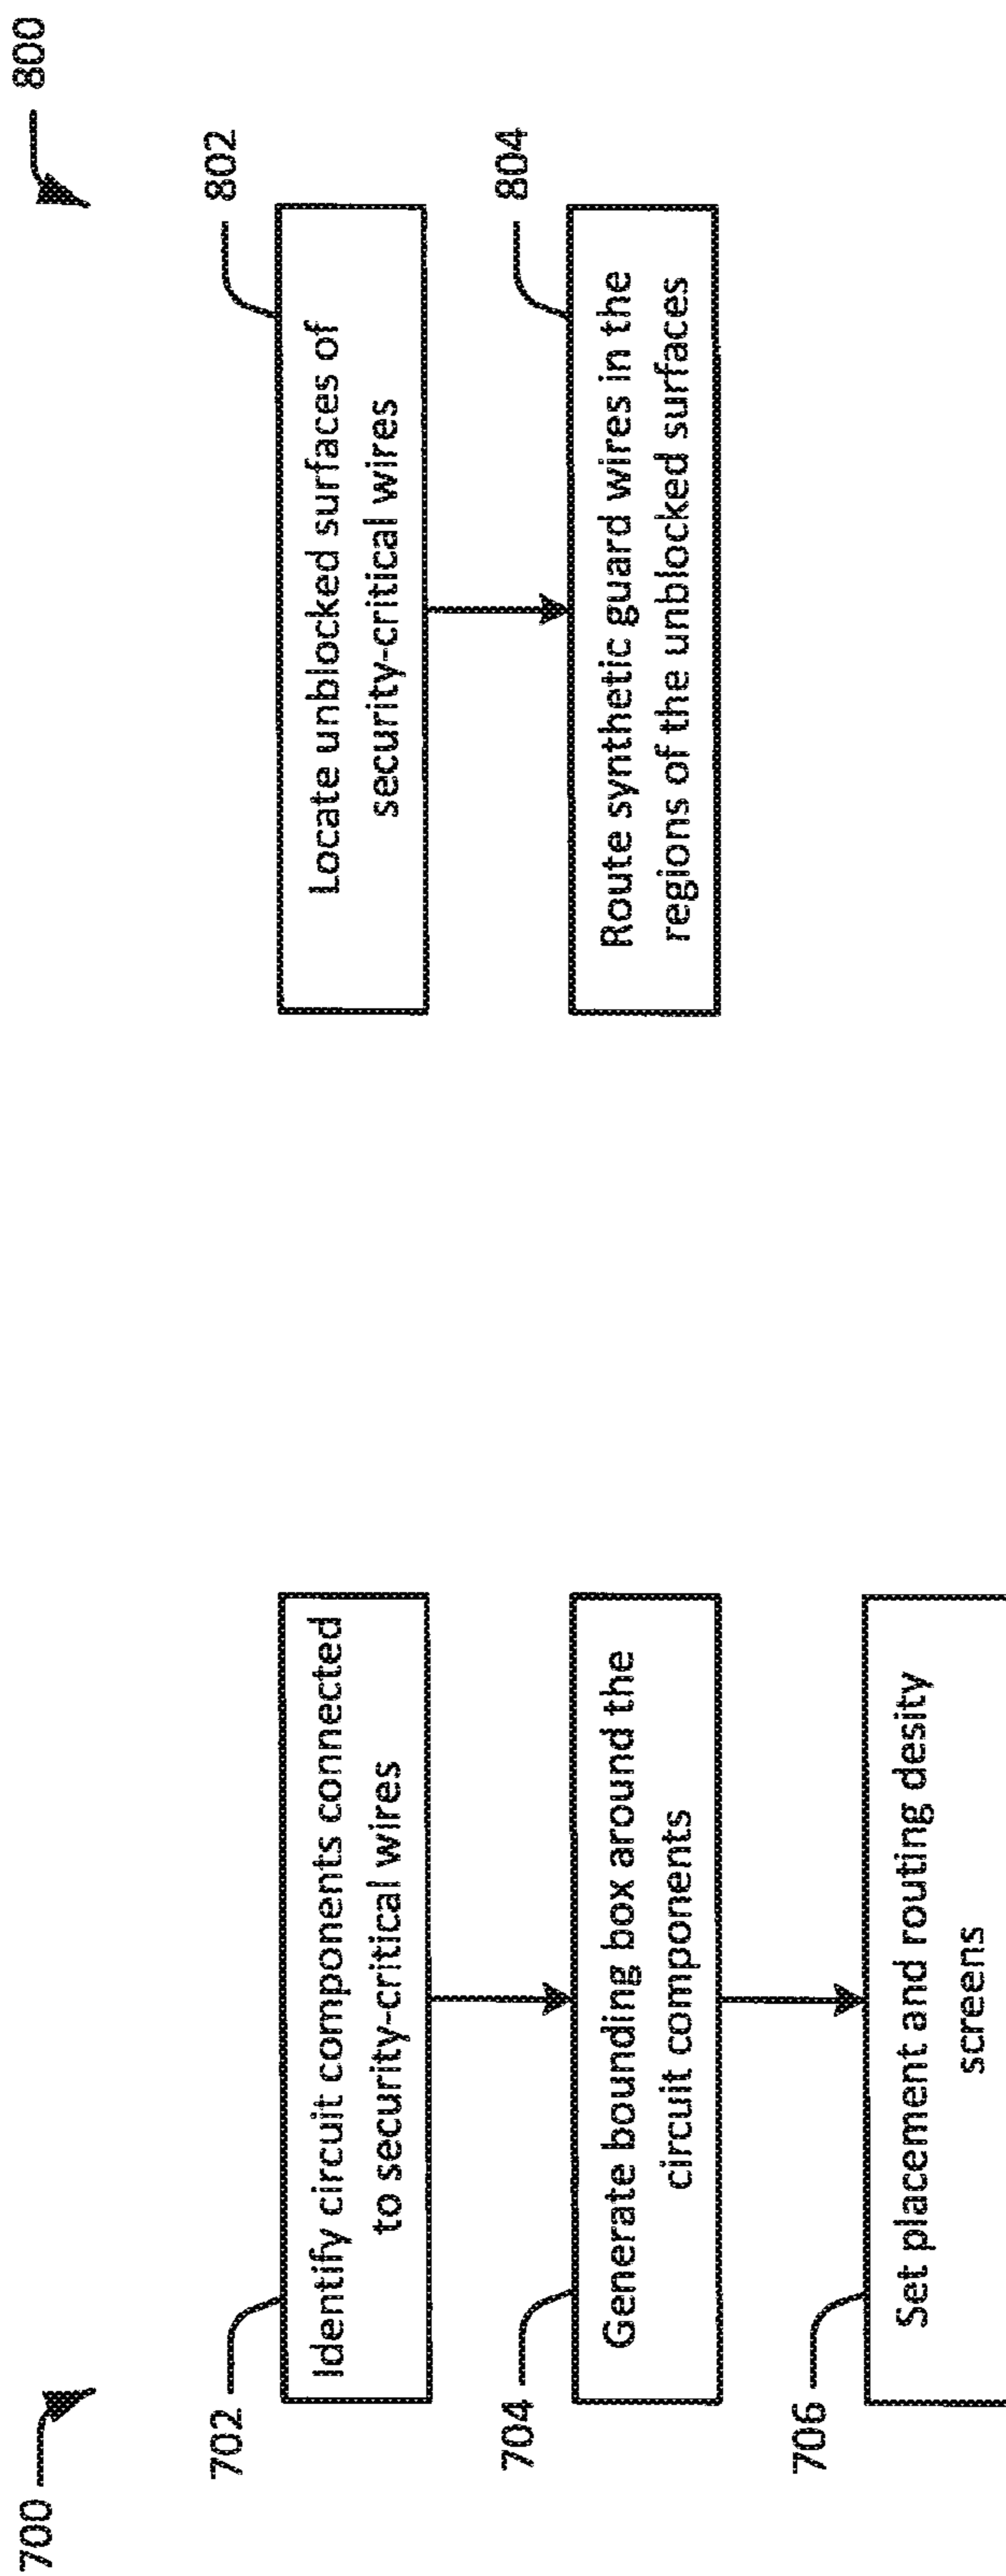 700
702
Identify circuit components connected
to security-critical wires
704
Generate bounding box around the
circuit components
706
Set placement and routing desity
screens
800
802
Locate unblocked surfaces of
security-critical wires
804
Route synthetic guard wires in the
regions of the unblocked surfaces